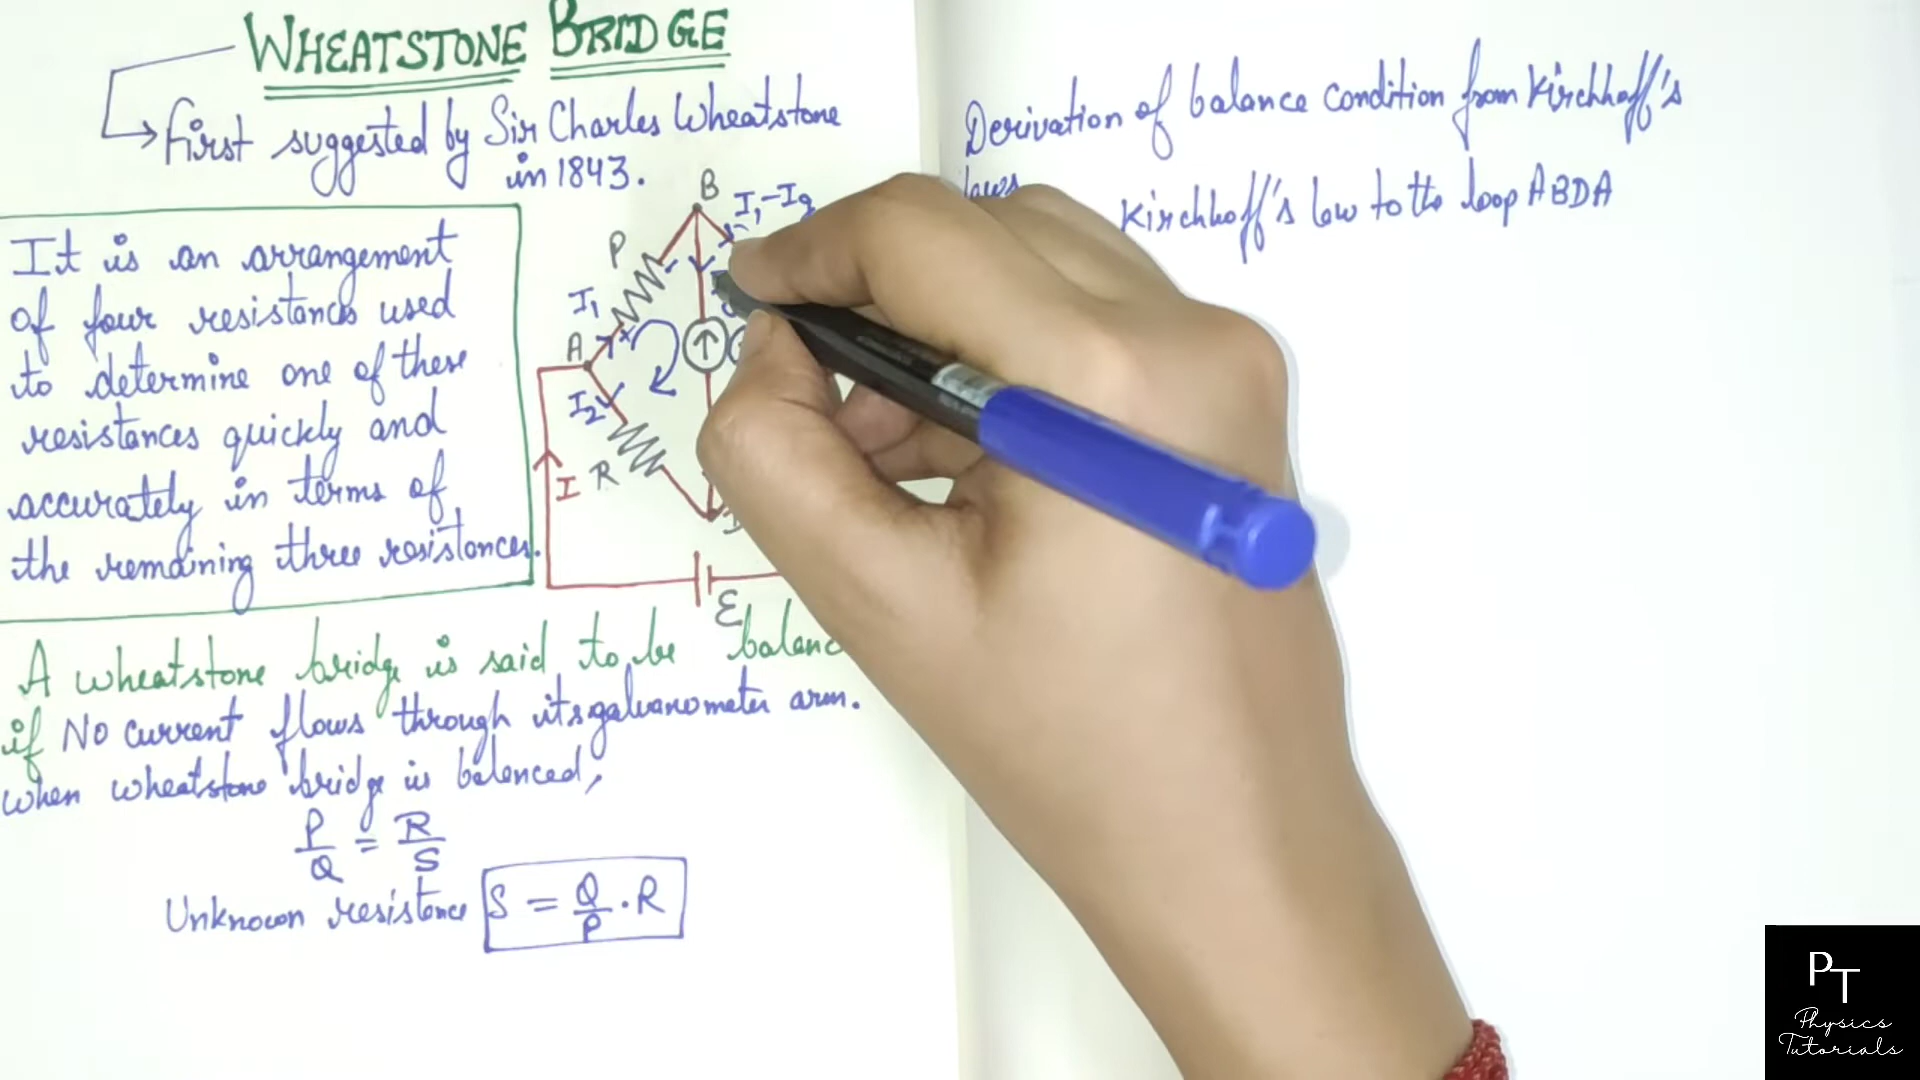 WHEATSTONE BRIDGE
First suggested by Sir Charles Wheatstone
in 1843.
It is an arrangement
of four resistances used
to determine one of these
resistances quickly and
accurately in terms of
the remaining three resistances.
B
I₁-Ig
P
I₁
A
I₂
I
R
D
ε
A wheatstone bridge is said to be balanc
if No current flows through its galvanometer arm.
when wheatstone bridge is balenced,
P/Q = R/S
Unknown resistance S = Q/P . R
Derivation of balance condition from Kirchhoff's
laws
Kirchhoff's law to the loop ABDA
PT
Physics
Tutorials